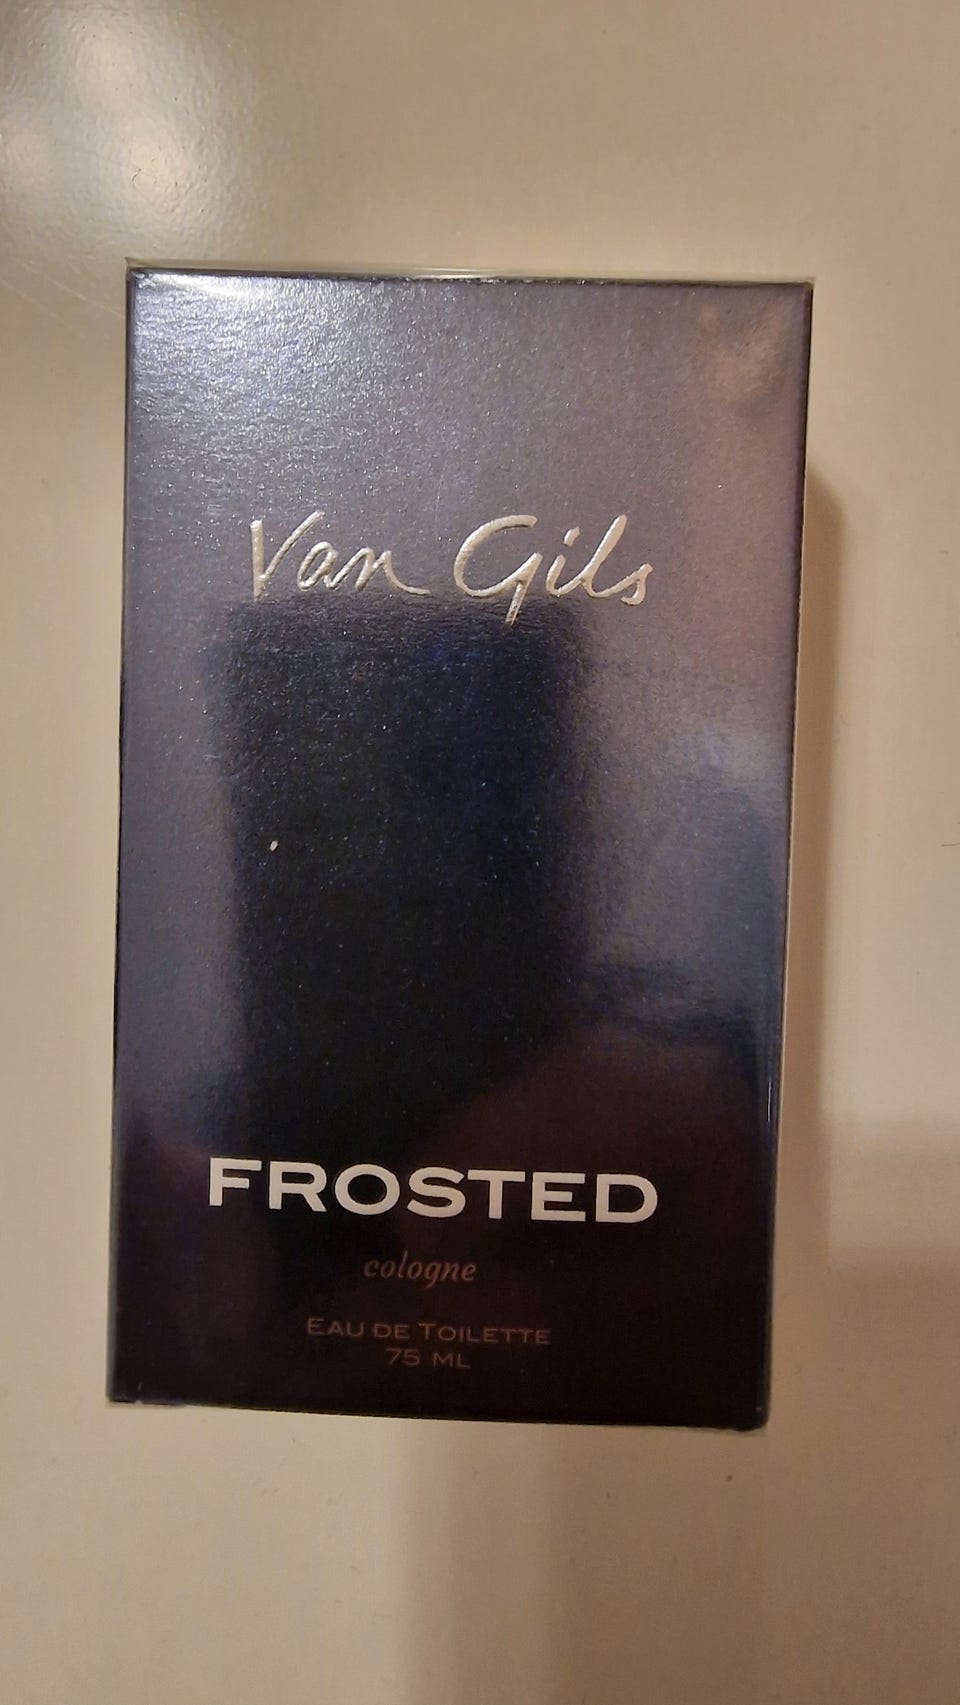 Van Gils
FROSTED
cologne
EAU DE TOILETTE
75 ML